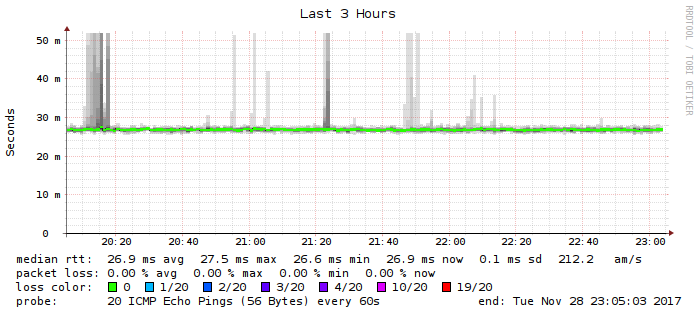 Last 3 Hours
RRDTOOL / TOBI OETIKER
Seconds
50 m
40 m
30 m
20 m
10 m
0
20:20 20:40 21:00 21:20 21:40 22:00 22:20 22:40 23:00
median rtt: 26.9 ms avg 27.5 ms max 26.6 ms min 26.9 ms now 0.1 ms sd 212.2 am/s
packet loss: 0.00 % avg 0.00 % max 0.00 % min 0.00 % now
loss color: 0 1/20 2/20 3/20 4/20 10/20 19/20
probe: 20 ICMP Echo Pings (56 Bytes) every 60s end: Tue Nov 28 23:05:03 2017